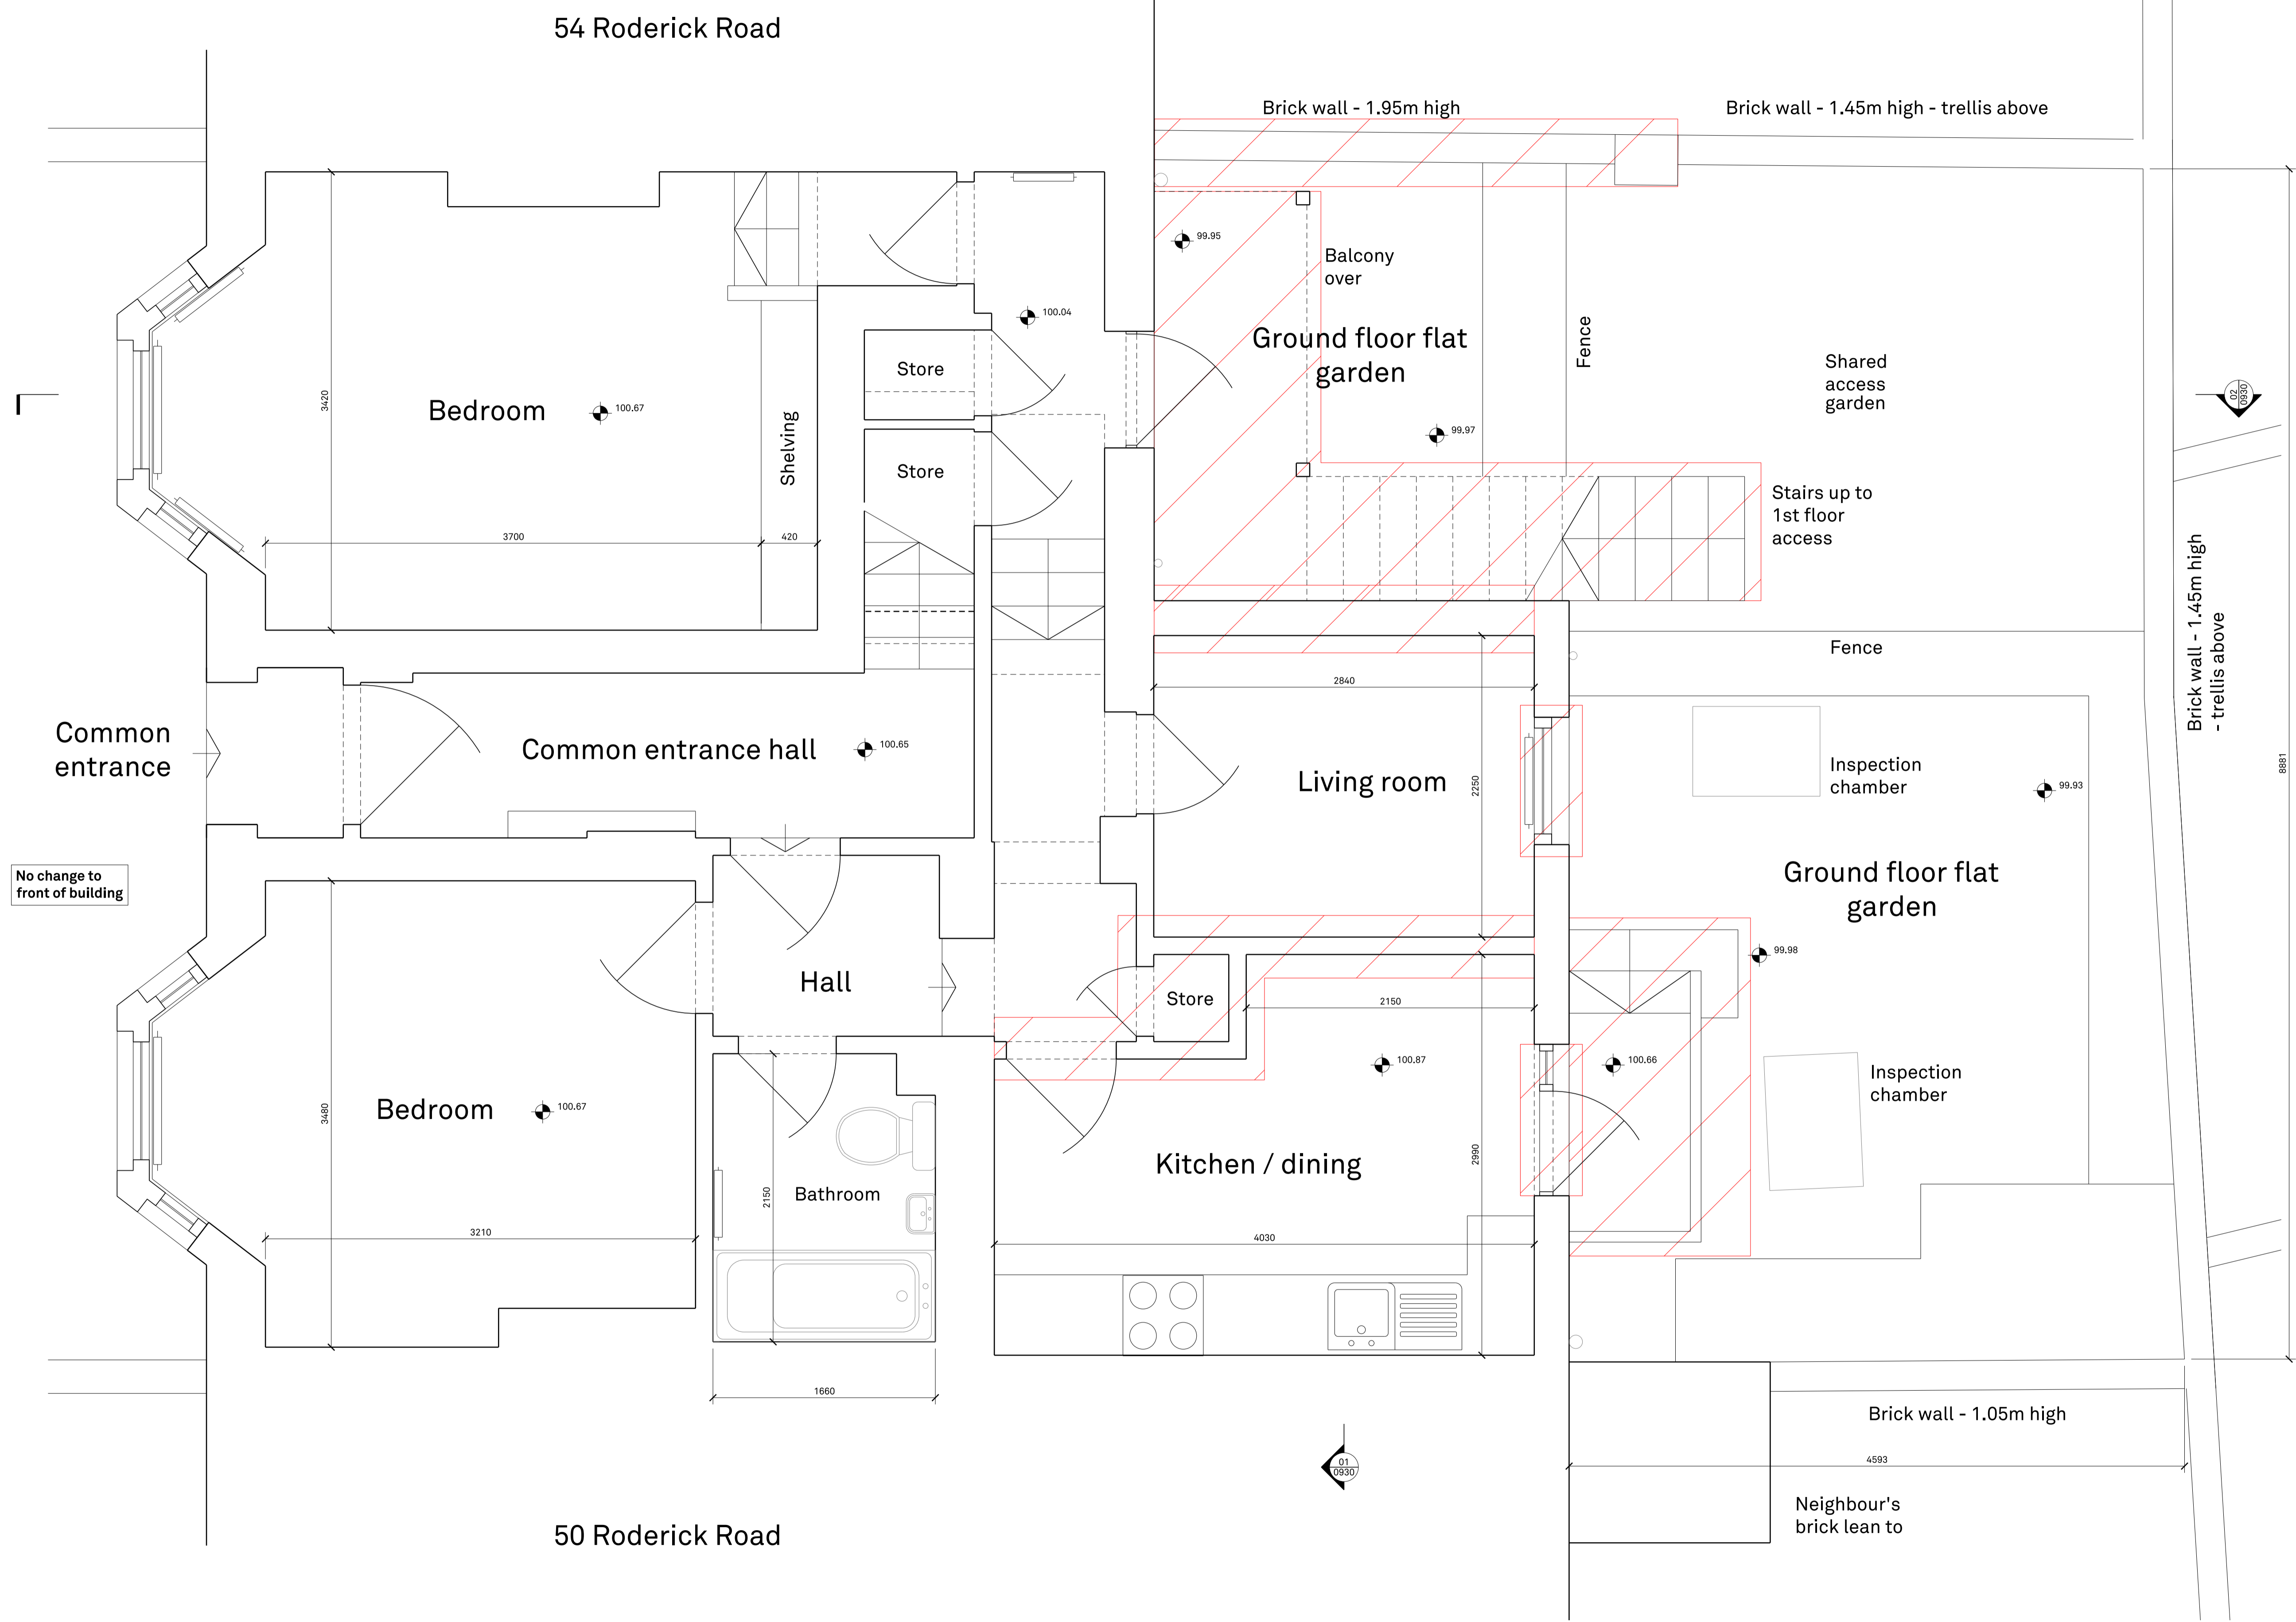 54 Roderick Road
Brick wall - 1.95m high
Brick wall - 1.45m high - trellis above
99.95
Balcony
over
100.04
Ground floor flat
garden
Fence
Shared
access
garden
02
0930
Store
3420
Bedroom
100.67
Shelving
99.97
Store
Stairs up to
1st floor
access
3700
420
Brick wall - 1.45m high
- trellis above
Fence
2840
Common
entrance
Common entrance hall
100.65
Living room
2250
Inspection
chamber
99.93
8881
No change to
front of building
Ground floor flat
garden
99.98
Hall
Store
2150
100.87
100.66
Inspection
chamber
3480
Bedroom
100.67
2990
Kitchen / dining
2150
Bathroom
3210
4030
1660
Brick wall - 1.05m high
01
0930
4593
Neighbour's
brick lean to
50 Roderick Road